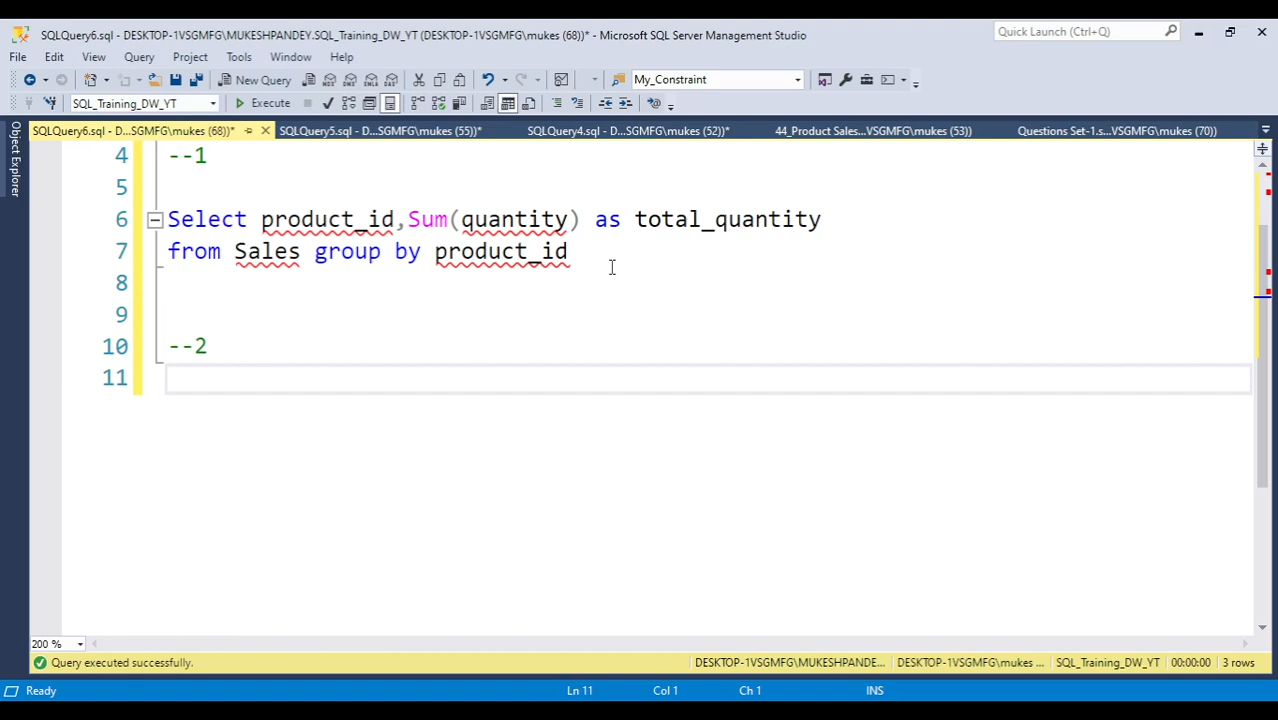 SQLQuery6.sql - DESKTOP-1VSGMFG\MUKESHPANDEY.SQL_Training_DW_YT (DESKTOP-1VSGMFG\mukes (68))* - Microsoft SQL Server Management Studio
Quick Launch (Ctrl+Q)
File Edit View Query Project Tools Window Help
New Query
My_Constraint
SQL_Training_DW_YT
Execute
SQLQuery6.sql - D...SGMFG\mukes (68))*
SQLQuery5.sql - D...SGMFG\mukes (55))*
SQLQuery4.sql - D...SGMFG\mukes (52))*
44_Product Sales...VSGMFG\mukes (53))
Questions Set-1.s...VSGMFG\mukes (70))
Object Explorer
4 --1
5
6 Select product_id,Sum(quantity) as total_quantity
7 from Sales group by product_id
8
9
10 --2
11
200 %
Query executed successfully.
DESKTOP-1VSGMFG\MUKESHPANDE...
DESKTOP-1VSGMFG\mukes ...
SQL_Training_DW_YT
00:00:00
3 rows
Ready
Ln 11
Col 1
Ch 1
INS